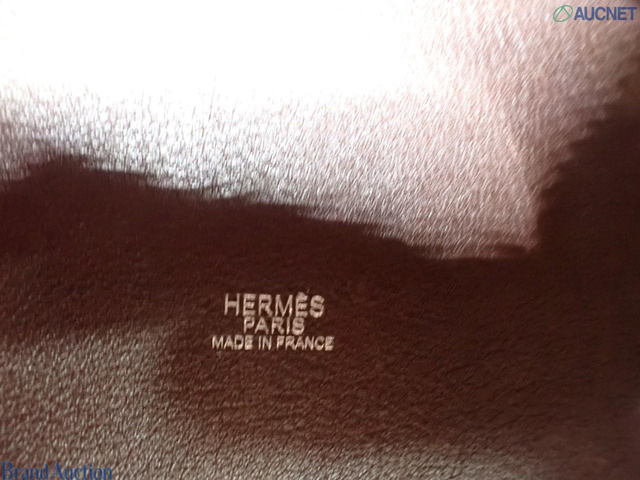 AUCNET
HERMÈS
PARIS
MADE IN FRANCE
Brand Auction